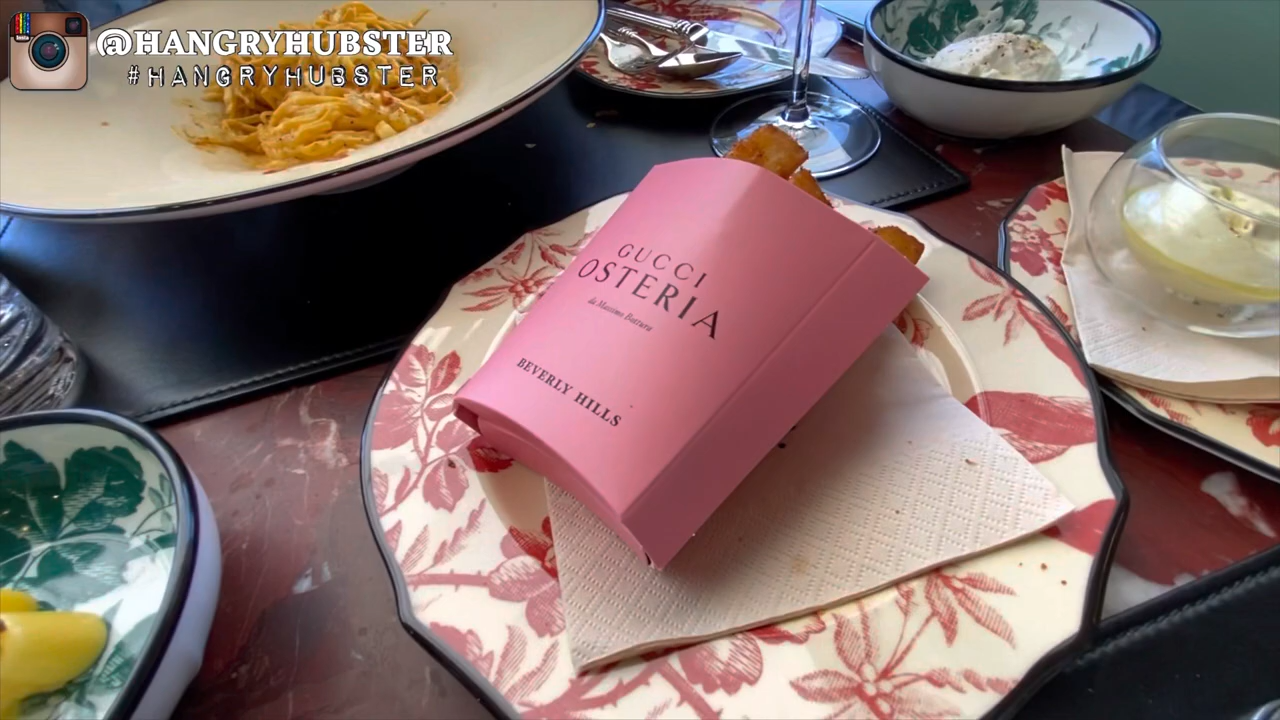 @HANGRYHUBSTER
#HANGRYHUBSTER
GUCCI
OSTERIA
da Massimo Bottura
BEVERLY HILLS